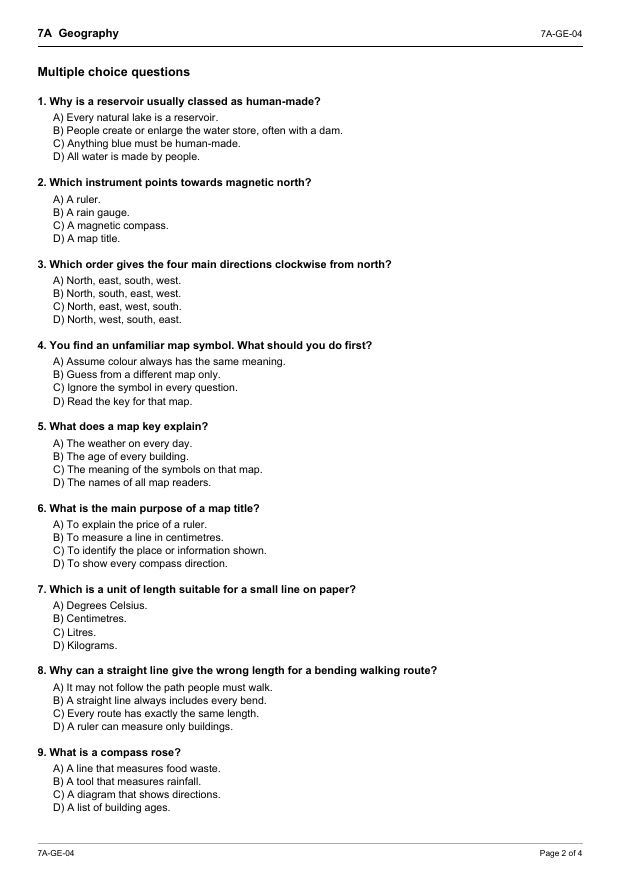 7A Geography
7A-GE-04
Multiple choice questions
1. Why is a reservoir usually classed as human-made?
A) Every natural lake is a reservoir.
B) People create or enlarge the water store, often with a dam.
C) Anything blue must be human-made.
D) All water is made by people.
2. Which instrument points towards magnetic north?
A) A ruler.
B) A rain gauge.
C) A magnetic compass.
D) A map title.
3. Which order gives the four main directions clockwise from north?
A) North, east, south, west.
B) North, south, east, west.
C) North, east, west, south.
D) North, west, south, east.
4. You find an unfamiliar map symbol. What should you do first?
A) Assume colour always has the same meaning.
B) Guess from a different map only.
C) Ignore the symbol in every question.
D) Read the key for that map.
5. What does a map key explain?
A) The weather on every day.
B) The age of every building.
C) The meaning of the symbols on that map.
D) The names of all map readers.
6. What is the main purpose of a map title?
A) To explain the price of a ruler.
B) To measure a line in centimetres.
C) To identify the place or information shown.
D) To show every compass direction.
7. Which is a unit of length suitable for a small line on paper?
A) Degrees Celsius.
B) Centimetres.
C) Litres.
D) Kilograms.
8. Why can a straight line give the wrong length for a bending walking route?
A) It may not follow the path people must walk.
B) A straight line always includes every bend.
C) Every route has exactly the same length.
D) A ruler can measure only buildings.
9. What is a compass rose?
A) A line that measures food waste.
B) A tool that measures rainfall.
C) A diagram that shows directions.
D) A list of building ages.
7A-GE-04
Page 2 of 4